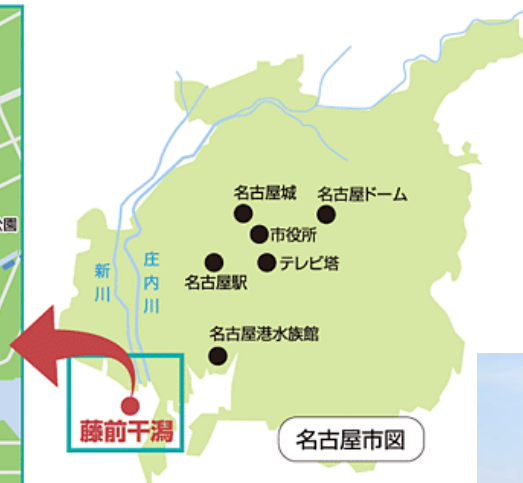 名古屋城
名古屋ドーム
市役所
テレビ塔
名古屋駅
新川
庄内川
名古屋港水族館
藤前干潟
名古屋市図
園